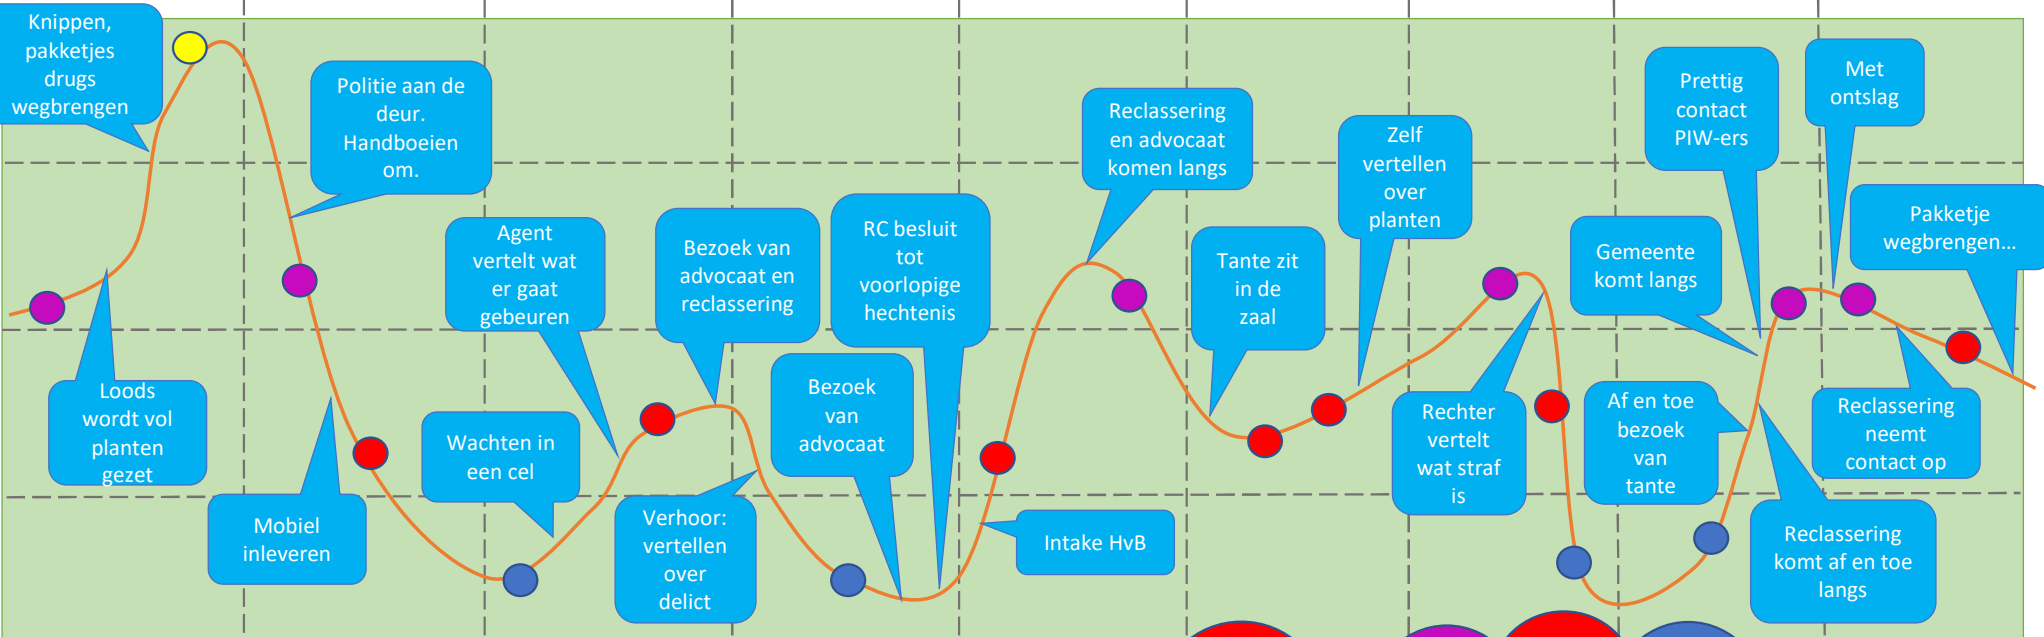 Knippen,
pakketjes
drugs
wegbrengen
Loods
wordt vol
planten
gezet
Politie aan de
deur.
Handboeien
om.
Mobiel
inleveren
Wachten in
een cel
Agent
vertelt wat
er gaat
gebeuren
Bezoek van
advocaat en
reclassering
Verhoor:
vertellen
over
delict
Bezoek
van
advocaat
RC besluit
tot
voorlopige
hechtenis
Intake HvB
Reclassering
en advocaat
komen langs
Tante zit
in de
zaal
Zelf
vertellen
over
planten
Rechter
vertelt
wat straf
is
Gemeente
komt langs
Af en toe
bezoek
van
tante
Prettig
contact
PIW-ers
Reclassering
komt af en toe
langs
Met
ontslag
Reclassering
neemt
contact op
Pakketje
wegbrengen...